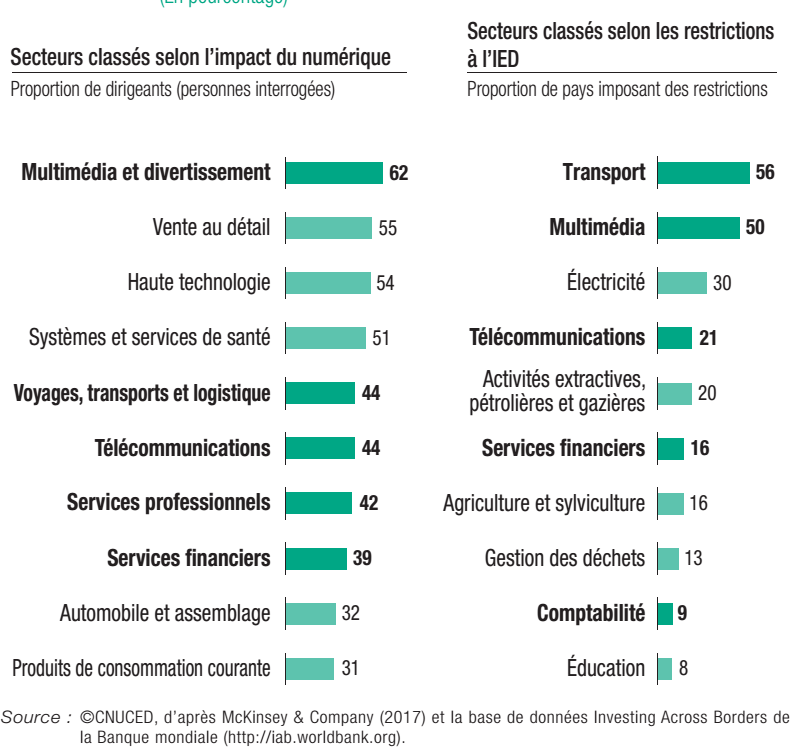 (En pourcentage)
Secteurs classés selon l’impact du numérique
Proportion de dirigeants (personnes interrogées)
Multimédia et divertissement 62
Vente au détail 55
Haute technologie 54
Systèmes et services de santé 51
Voyages, transports et logistique 44
Télécommunications 44
Services professionnels 42
Services financiers 39
Automobile et assemblage 32
Produits de consommation courante 31
Secteurs classés selon les restrictions
à l’IED
Proportion de pays imposant des restrictions
Transport 56
Multimédia 50
Électricité 30
Télécommunications 21
Activités extractives,
pétrolières et gazières 20
Services financiers 16
Agriculture et sylviculture 16
Gestion des déchets 13
Comptabilité 9
Éducation 8
Source : ©CNUCED, d’après McKinsey & Company (2017) et la base de données Investing Across Borders de
la Banque mondiale (http://iab.worldbank.org).